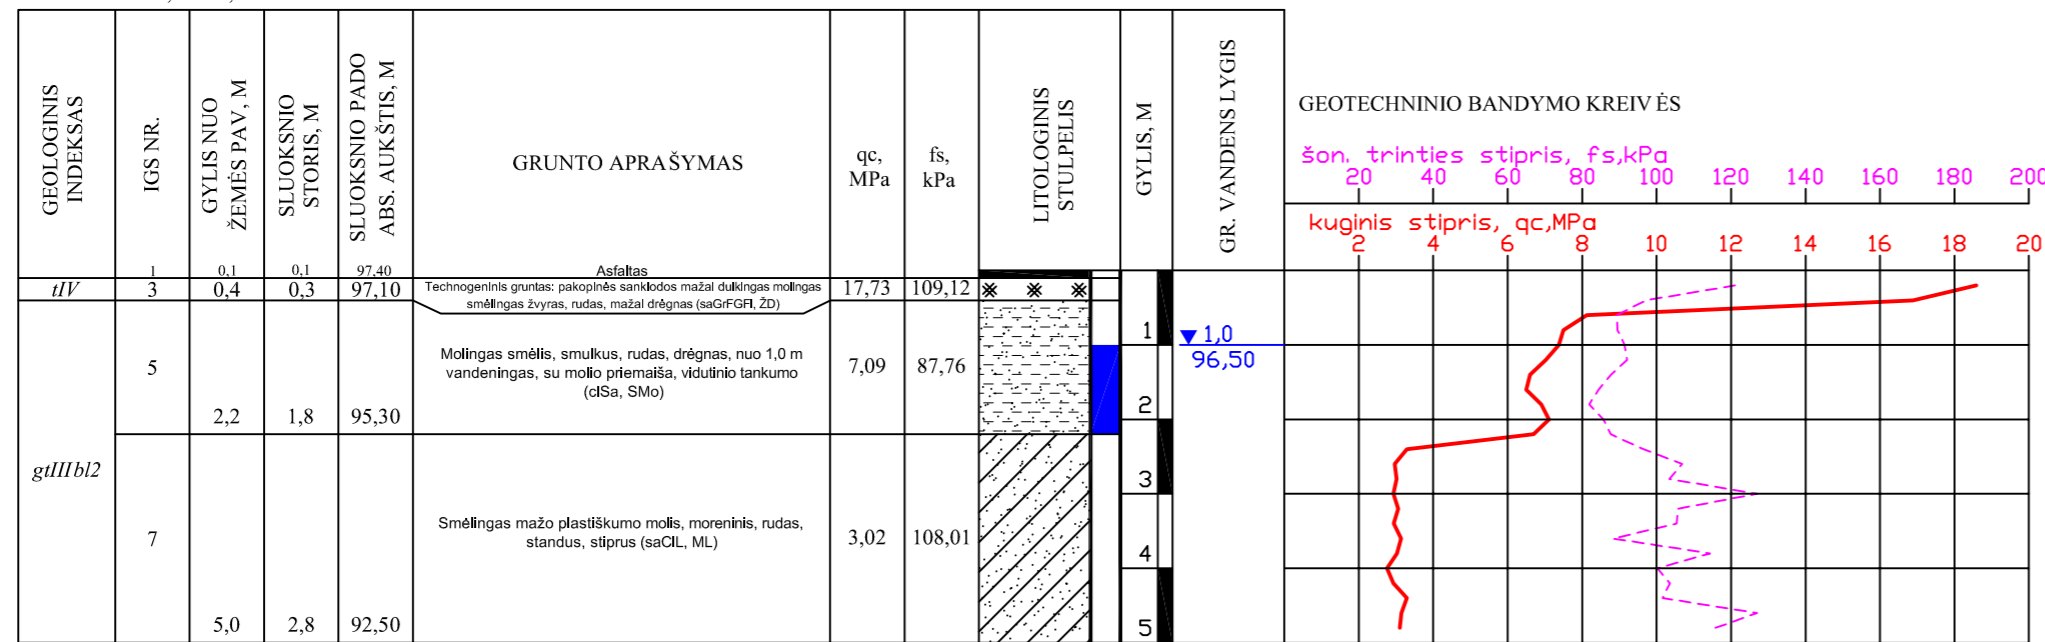 GEOLOGINIS
INDEKSAS
IGS NR.
GYLIS NUO
ŽEMĖS PAV, M
SLUOKSNIO
STORIS, M
SLUOKSNIO PADO
ABS. AUKŠTIS, M
GRUNTO APRAŠYMAS
qc,
MPa
fs,
kPa
LITOLOGINIS
STULPELIS
GYLIS, M
GR. VANDENS LYGIS
GEOTECHNINIO BANDYMO KREIVĖS
šon. trinties stipris, fs,kPa
20 40 60 80 100 120 140 160 180 200
kuginis stipris, qc,MPa
2 4 6 8 10 12 14 16 18 20
1 0,1 0,1 97,40 Asfaltas
tIV 3 0,4 0,3 97,10
Technogeninis gruntas: pakopinės sanklodos mažai dulkingas molingas
smėlingas žvyras, rudas, mažai drėgnas (saGrFGFI, ŽD)
17,73 109,12
gtIIIbl2
5
Molingas smėlis, smulkus, rudas, drėgnas, nuo 1,0 m
vandeningas, su molio priemaiša, vidutinio tankumo
(clSa, SMo)
7,09 87,76
2,2 1,8 95,30
7
Smėlingas mažo plastiškumo molis, moreninis, rudas,
standus, stiprus (saClL, ML)
3,02 108,01
5,0 2,8 92,50
1
2
3
4
5
1,0
96,50